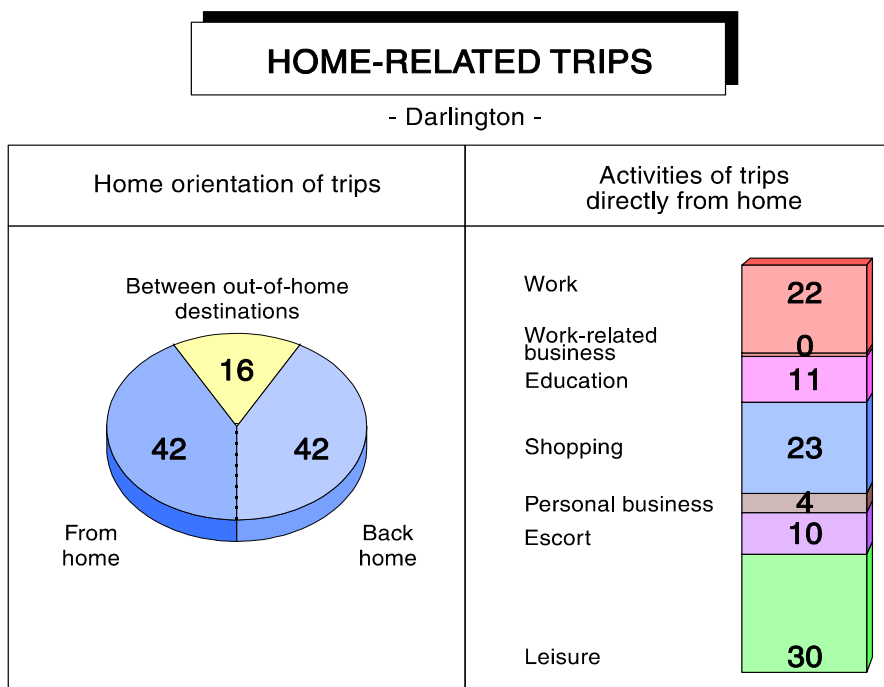 HOME-RELATED TRIPS
- Darlington -
Home orientation of trips
Between out-of-home
destinations
16
42
42
From
home
Back
home
Activities of trips
directly from home
Work
22
Work-related
business
0
Education
11
Shopping
23
Personal business
4
Escort
10
Leisure
30